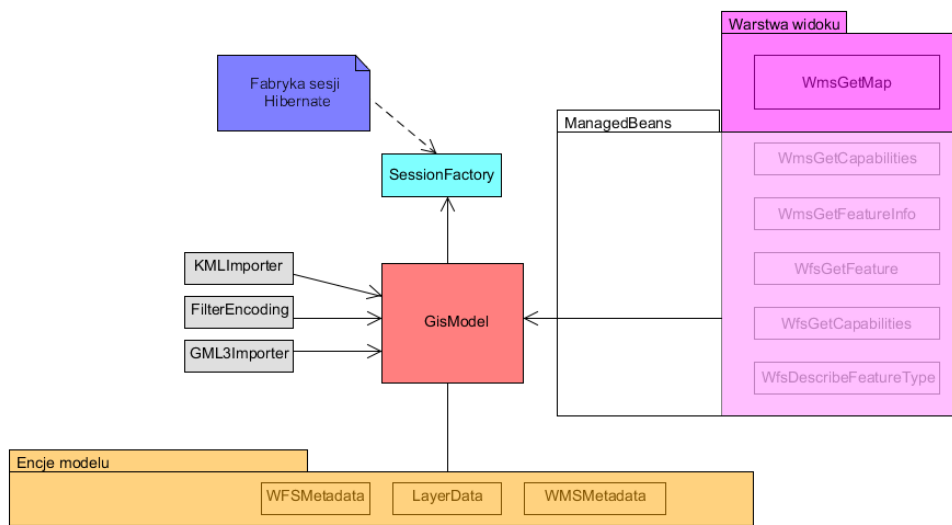 Warstwa widoku
Fabryka sesji
Hibernate
WmsGetMap
ManagedBeans
WmsGetCapabilities
SessionFactory
WmsGetFeatureInfo
KMLImporter
WfsGetFeature
FilterEncoding
GisModel
WfsGetCapabilities
GML3Importer
WfsDescribeFeatureType
Encje modelu
WFSMetadata
LayerData
WMSMetadata